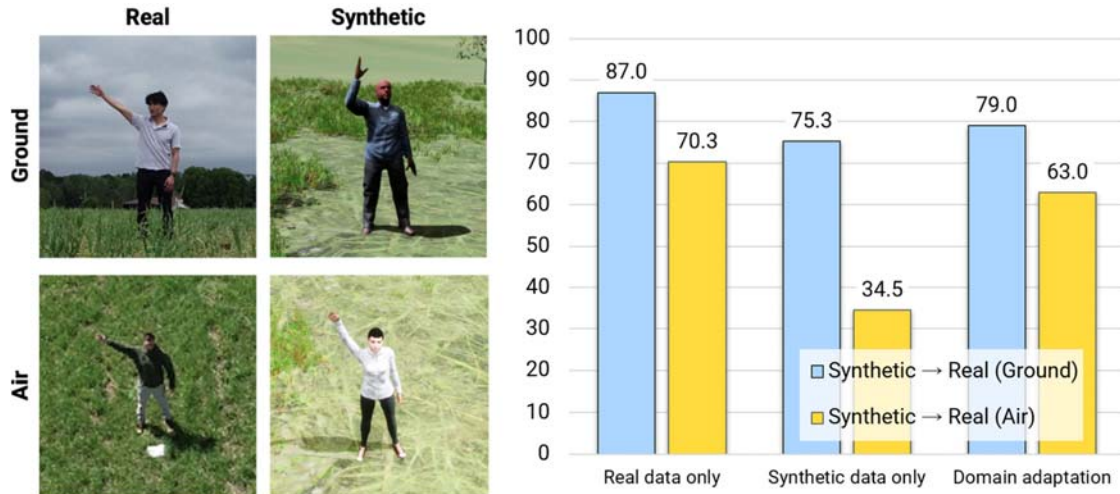 Real
Synthetic
Ground
Air
100
90
80
70
60
50
40
30
20
10
0
87.0
70.3
75.3
34.5
79.0
63.0
Synthetic → Real (Ground)
Synthetic → Real (Air)
Real data only
Synthetic data only
Domain adaptation